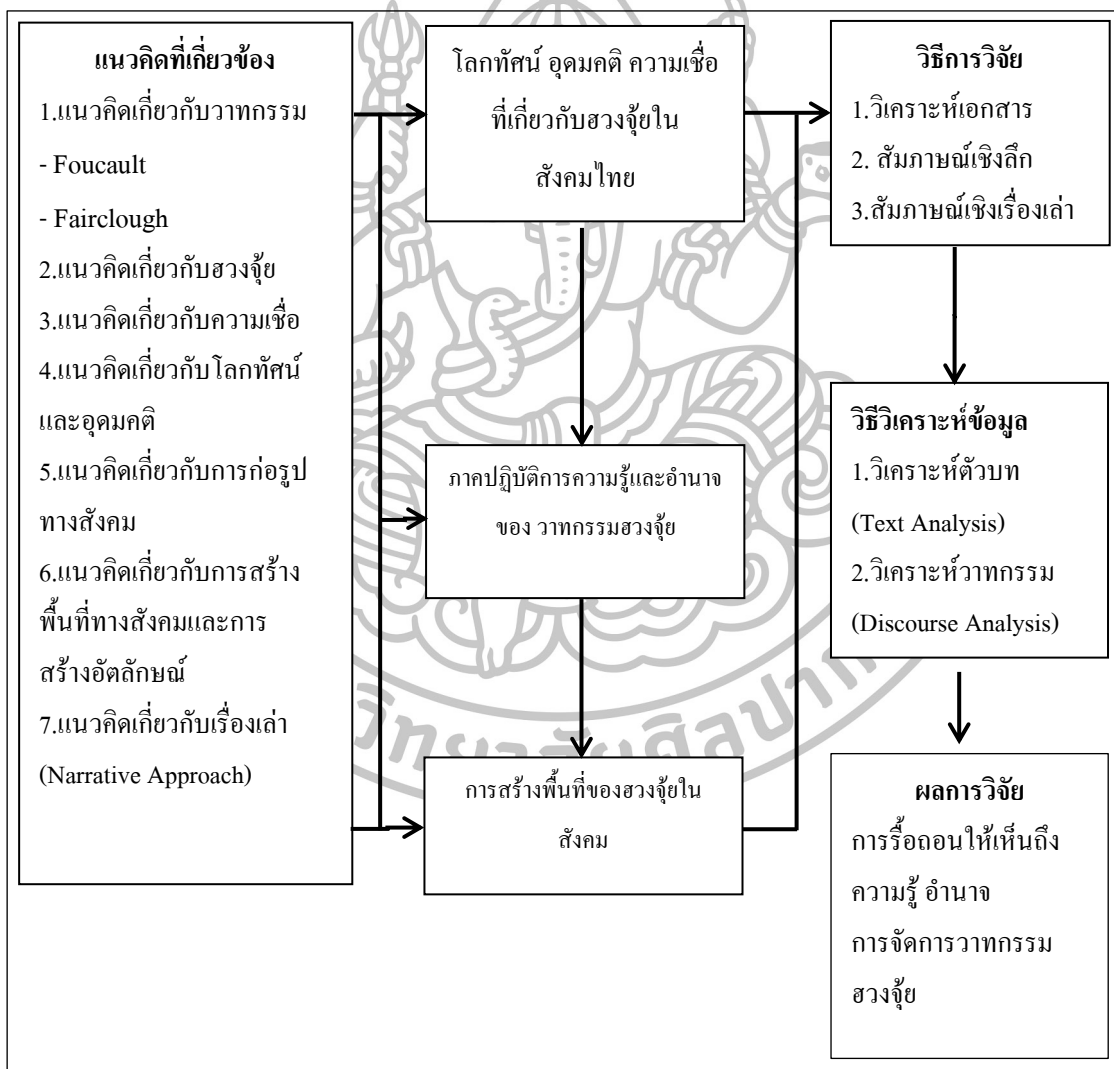 แนวคิดที่เกี่ยวข้อง
1.แนวคิดเกี่ยวกับวาทกรรม
- Foucault
- Fairclough
2.แนวคิดเกี่ยวกับฮวงจุ้ย
3.แนวคิดเกี่ยวกับความเชื่อ
4.แนวคิดเกี่ยวกับโลกทัศน์
และอุดมคติ
5.แนวคิดเกี่ยวกับการก่อรูป
ทางสังคม
6.แนวคิดเกี่ยวกับการสร้าง
พื้นที่ทางสังคมและการ
สร้างอัตลักษณ์
7.แนวคิดเกี่ยวกับเรื่องเล่า
(Narrative Approach)
โลกทัศน์ อุดมคติ ความเชื่อ
ที่เกี่ยวกับฮวงจุ้ยใน
สังคมไทย
ภาคปฏิบัติการความรู้และอำนาจ
ของ วาทกรรมฮวงจุ้ย
การสร้างพื้นที่ของฮวงจุ้ยใน
สังคม
วิธีการวิจัย
1.วิเคราะห์เอกสาร
2. สัมภาษณ์เชิงลึก
3.สัมภาษณ์เชิงเรื่องเล่า
วิธีวิเคราะห์ข้อมูล
1.วิเคราะห์ตัวบท
(Text Analysis)
2.วิเคราะห์วาทกรรม
(Discourse Analysis)
ผลการวิจัย
การรื้อถอนให้เห็นถึง
ความรู้ อำนาจ
การจัดการวาทกรรม
ฮวงจุ้ย